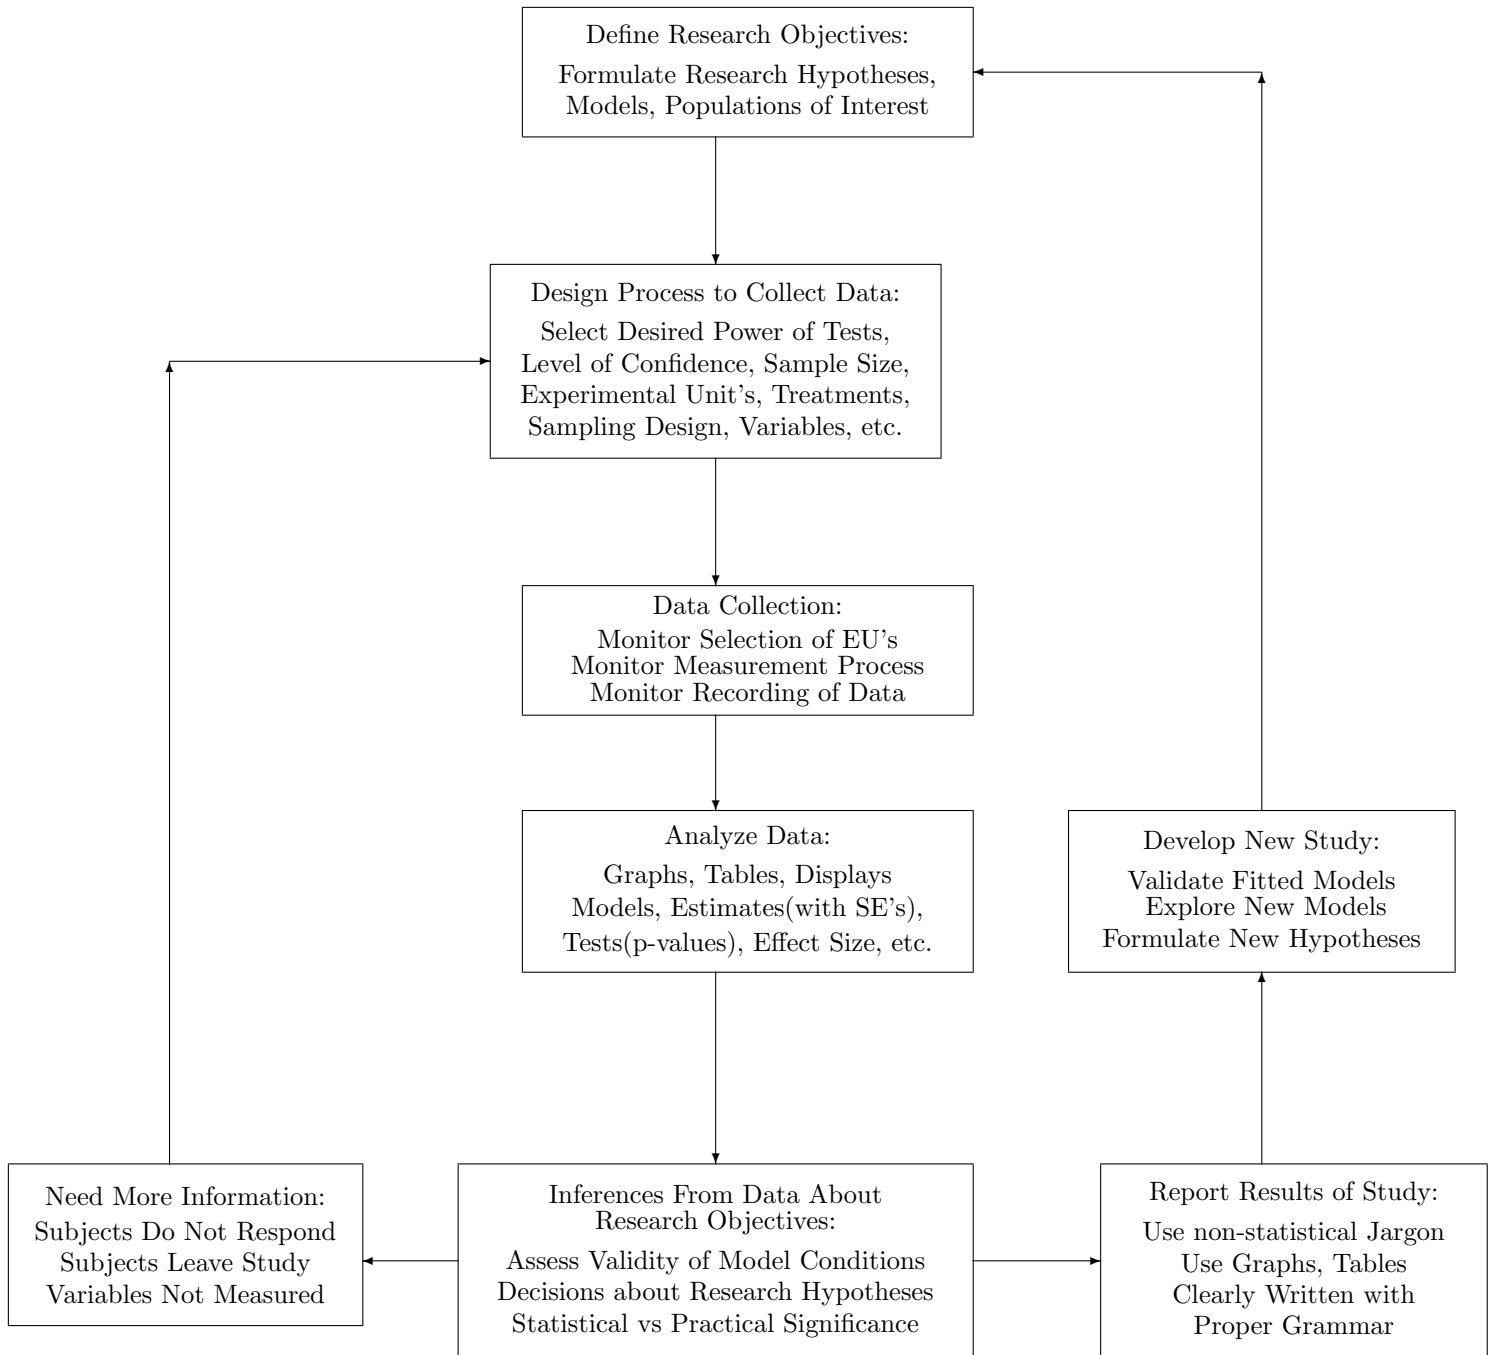 Define Research Objectives:
Formulate Research Hypotheses,
Models, Populations of Interest
Design Process to Collect Data:
Select Desired Power of Tests,
Level of Confidence, Sample Size,
Experimental Unit's, Treatments,
Sampling Design, Variables, etc.
Data Collection:
Monitor Selection of EU's
Monitor Measurement Process
Monitor Recording of Data
Analyze Data:
Graphs, Tables, Displays
Models, Estimates(with SE's),
Tests(p-values), Effect Size, etc.
Develop New Study:
Validate Fitted Models
Explore New Models
Formulate New Hypotheses
Need More Information:
Subjects Do Not Respond
Subjects Leave Study
Variables Not Measured
Inferences From Data About
Research Objectives:
Assess Validity of Model Conditions
Decisions about Research Hypotheses
Statistical vs Practical Significance
Report Results of Study:
Use non-statistical Jargon
Use Graphs, Tables
Clearly Written with
Proper Grammar